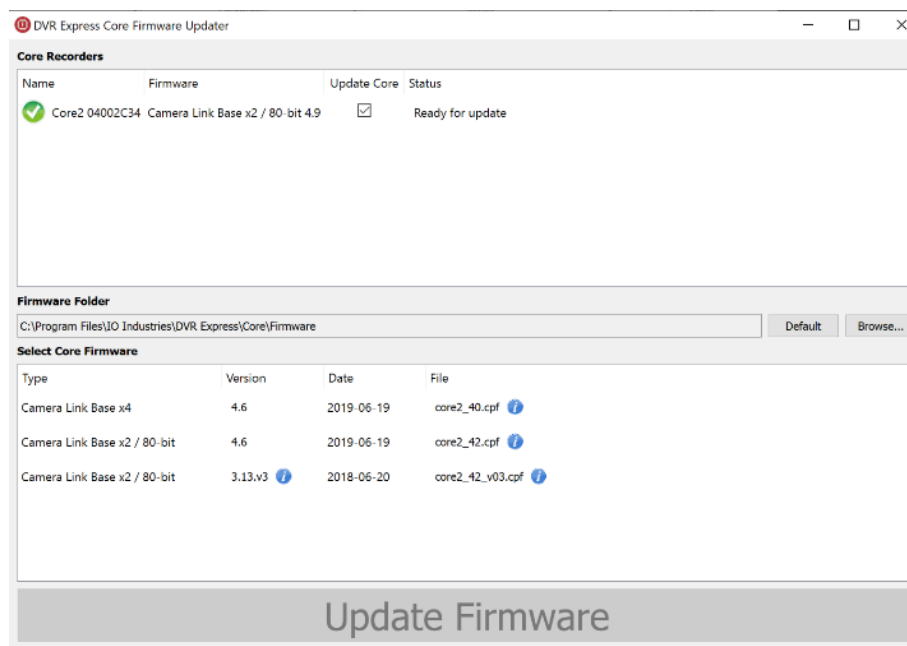 DVR Express Core Firmware Updater
Core Recorders
Name Firmware Update Core Status
Core2 04002C34 Camera Link Base x2 / 80-bit 4.9 Ready for update
Firmware Folder
C:\Program Files\IO Industries\DVR Express\Core\Firmware Default Browse...
Select Core Firmware
Type Version Date File
Camera Link Base x4 4.6 2019-06-19 core2_40.cpf
Camera Link Base x2 / 80-bit 4.6 2019-06-19 core2_42.cpf
Camera Link Base x2 / 80-bit 3.13.v3 2018-06-20 core2_42_v03.cpf
Update Firmware